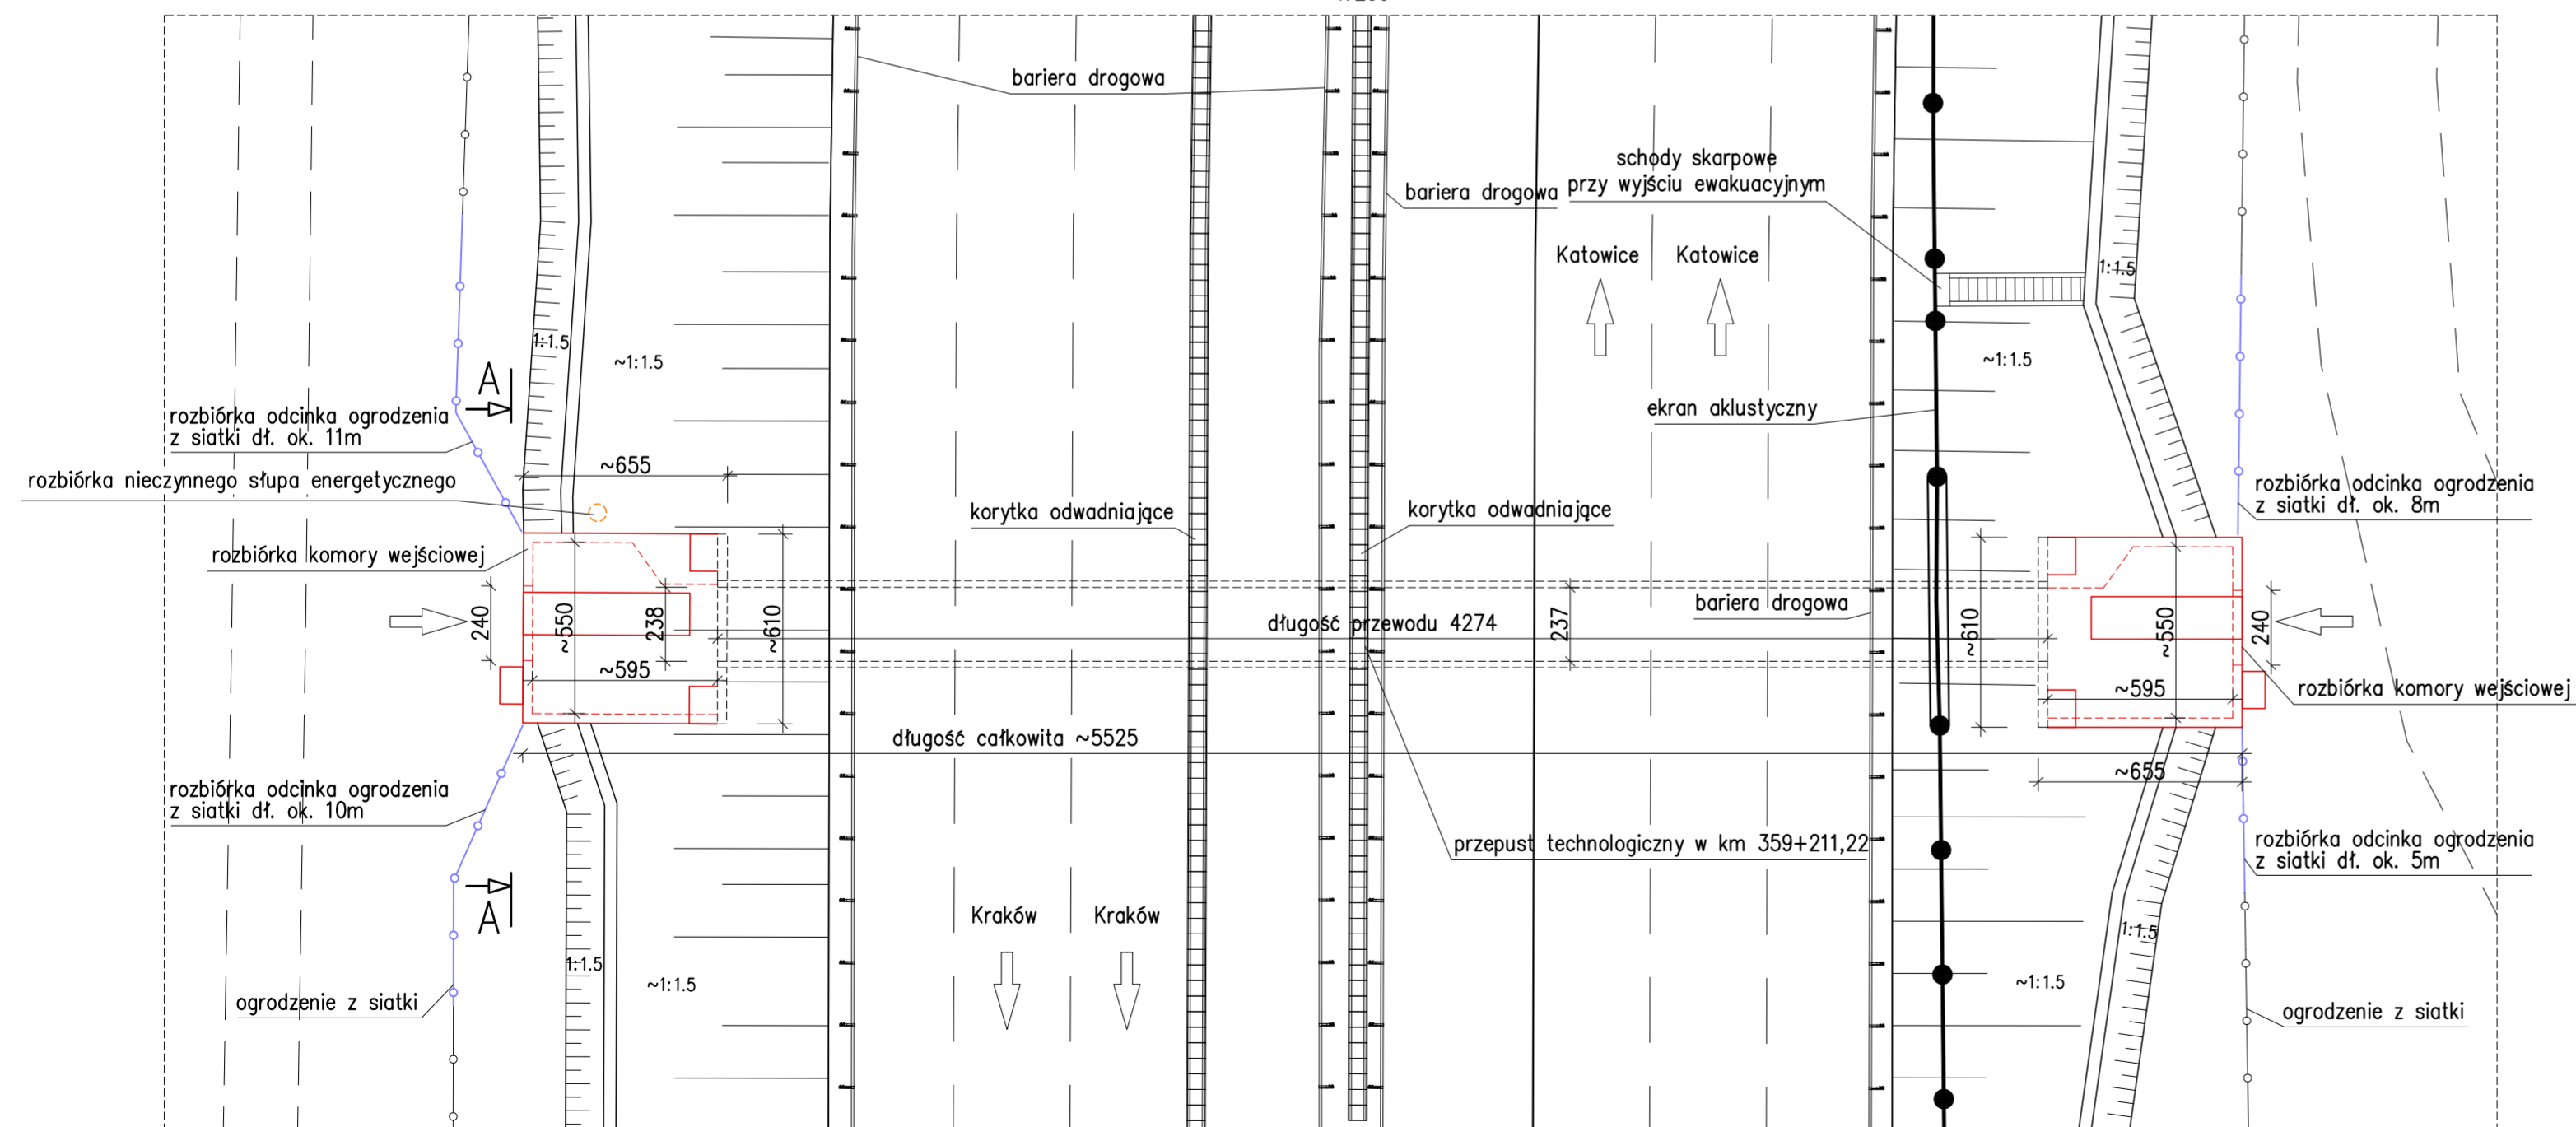 bariera drogowa
schody skarpowe
przy wyjściu ewakuacyjnym
bariera drogowa
Katowice
Katowice
1:1.5
1:1.5
~1:1.5
~1:1.5
A
ekran aklustyczny
rozbiórka odcinka ogrodzenia
z siatki dł. ok. 11m
~655
rozbiórka nieczynnego słupa energetycznego
rozbiórka odcinka ogrodzenia
z siatki dł. ok. 8m
korytka odwadniające
korytka odwadniające
rozbiórka komory wejściowej
240
~550
238
~610
237
bariera drogowa
długość przewodu 4274
~610
~550
240
~595
~595
rozbiórka komory wejściowej
długość całkowita ~5525
~655
rozbiórka odcinka ogrodzenia
z siatki dł. ok. 10m
przepust technologiczny w km 359+211,22
rozbiórka odcinka ogrodzenia
z siatki dł. ok. 5m
A
Kraków
Kraków
1:1.5
1:1.5
~1:1.5
~1:1.5
ogrodzenie z siatki
ogrodzenie z siatki